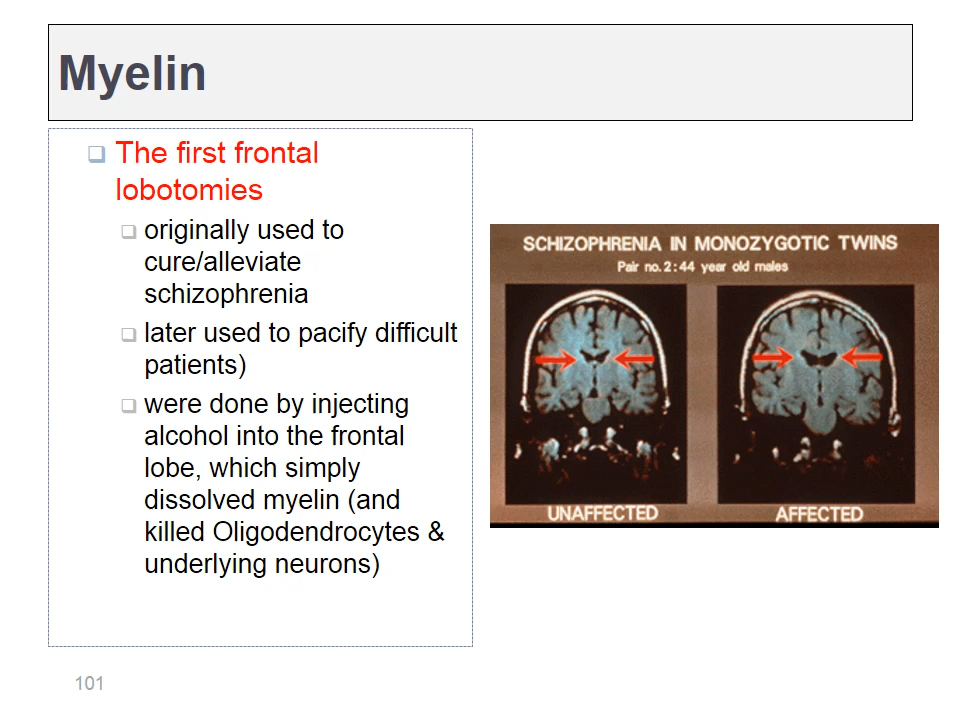 Myelin
The first frontal
lobotomies
originally used to
cure/alleviate
schizophrenia
later used to pacify difficult
patients)
were done by injecting
alcohol into the frontal
lobe, which simply
dissolved myelin (and
killed Oligodendrocytes &
underlying neurons)
SCHIZOPHRENIA IN MONOZYGOTIC TWINS
Pair no. 2: 44 year old males
UNAFFECTED
AFFECTED
101